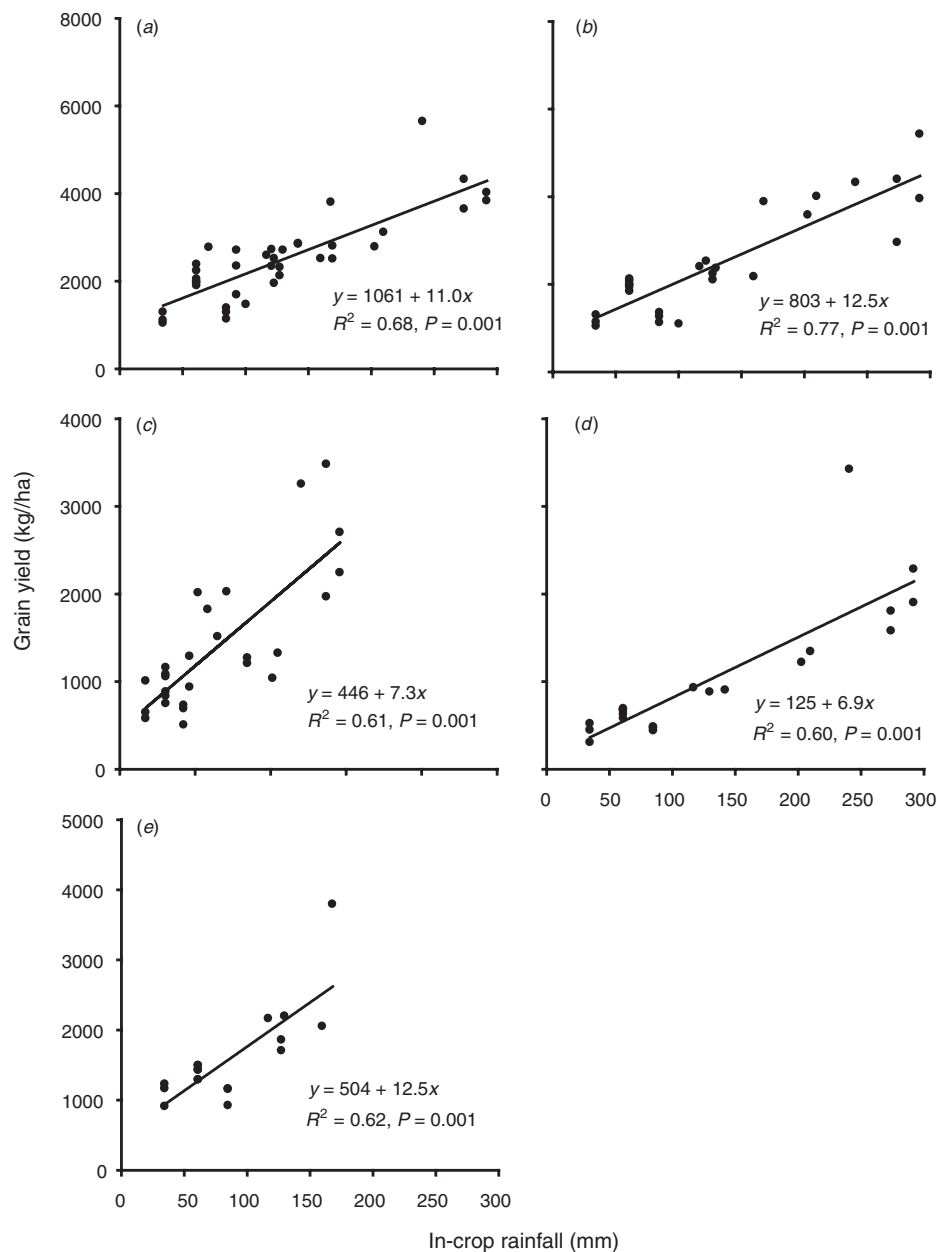 (a)
(b)
8000
6000
4000
2000
0
y = 1061 + 11.0x
R² = 0.68, P = 0.001
y = 803 + 12.5x
R² = 0.77, P = 0.001
(c)
(d)
4000
3000
2000
1000
0
y = 446 + 7.3x
R² = 0.61, P = 0.001
y = 125 + 6.9x
R² = 0.60, P = 0.001
0 50 100 150 200 250 300
Grain yield (kg//ha)
(e)
5000
4000
3000
2000
1000
0
y = 504 + 12.5x
R² = 0.62, P = 0.001
0 50 100 150 200 250 300
In-crop rainfall (mm)